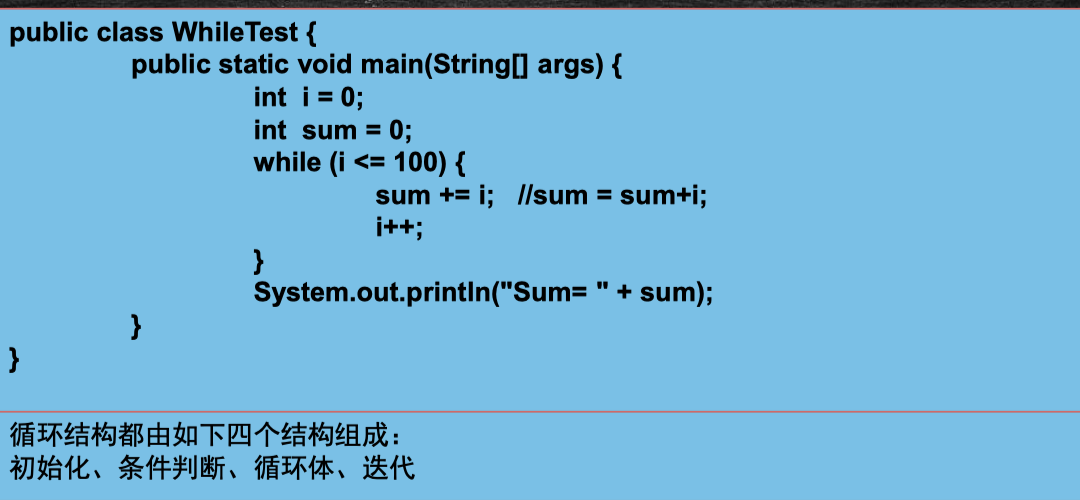 public class WhileTest {
public static void main(String[] args) {
int i = 0;
int sum = 0;
while (i <= 100) {
sum += i; //sum = sum+i;
i++;
}
System.out.println("Sum= " + sum);
}
}
循环结构都由如下四个结构组成：
初始化、条件判断、循环体、迭代